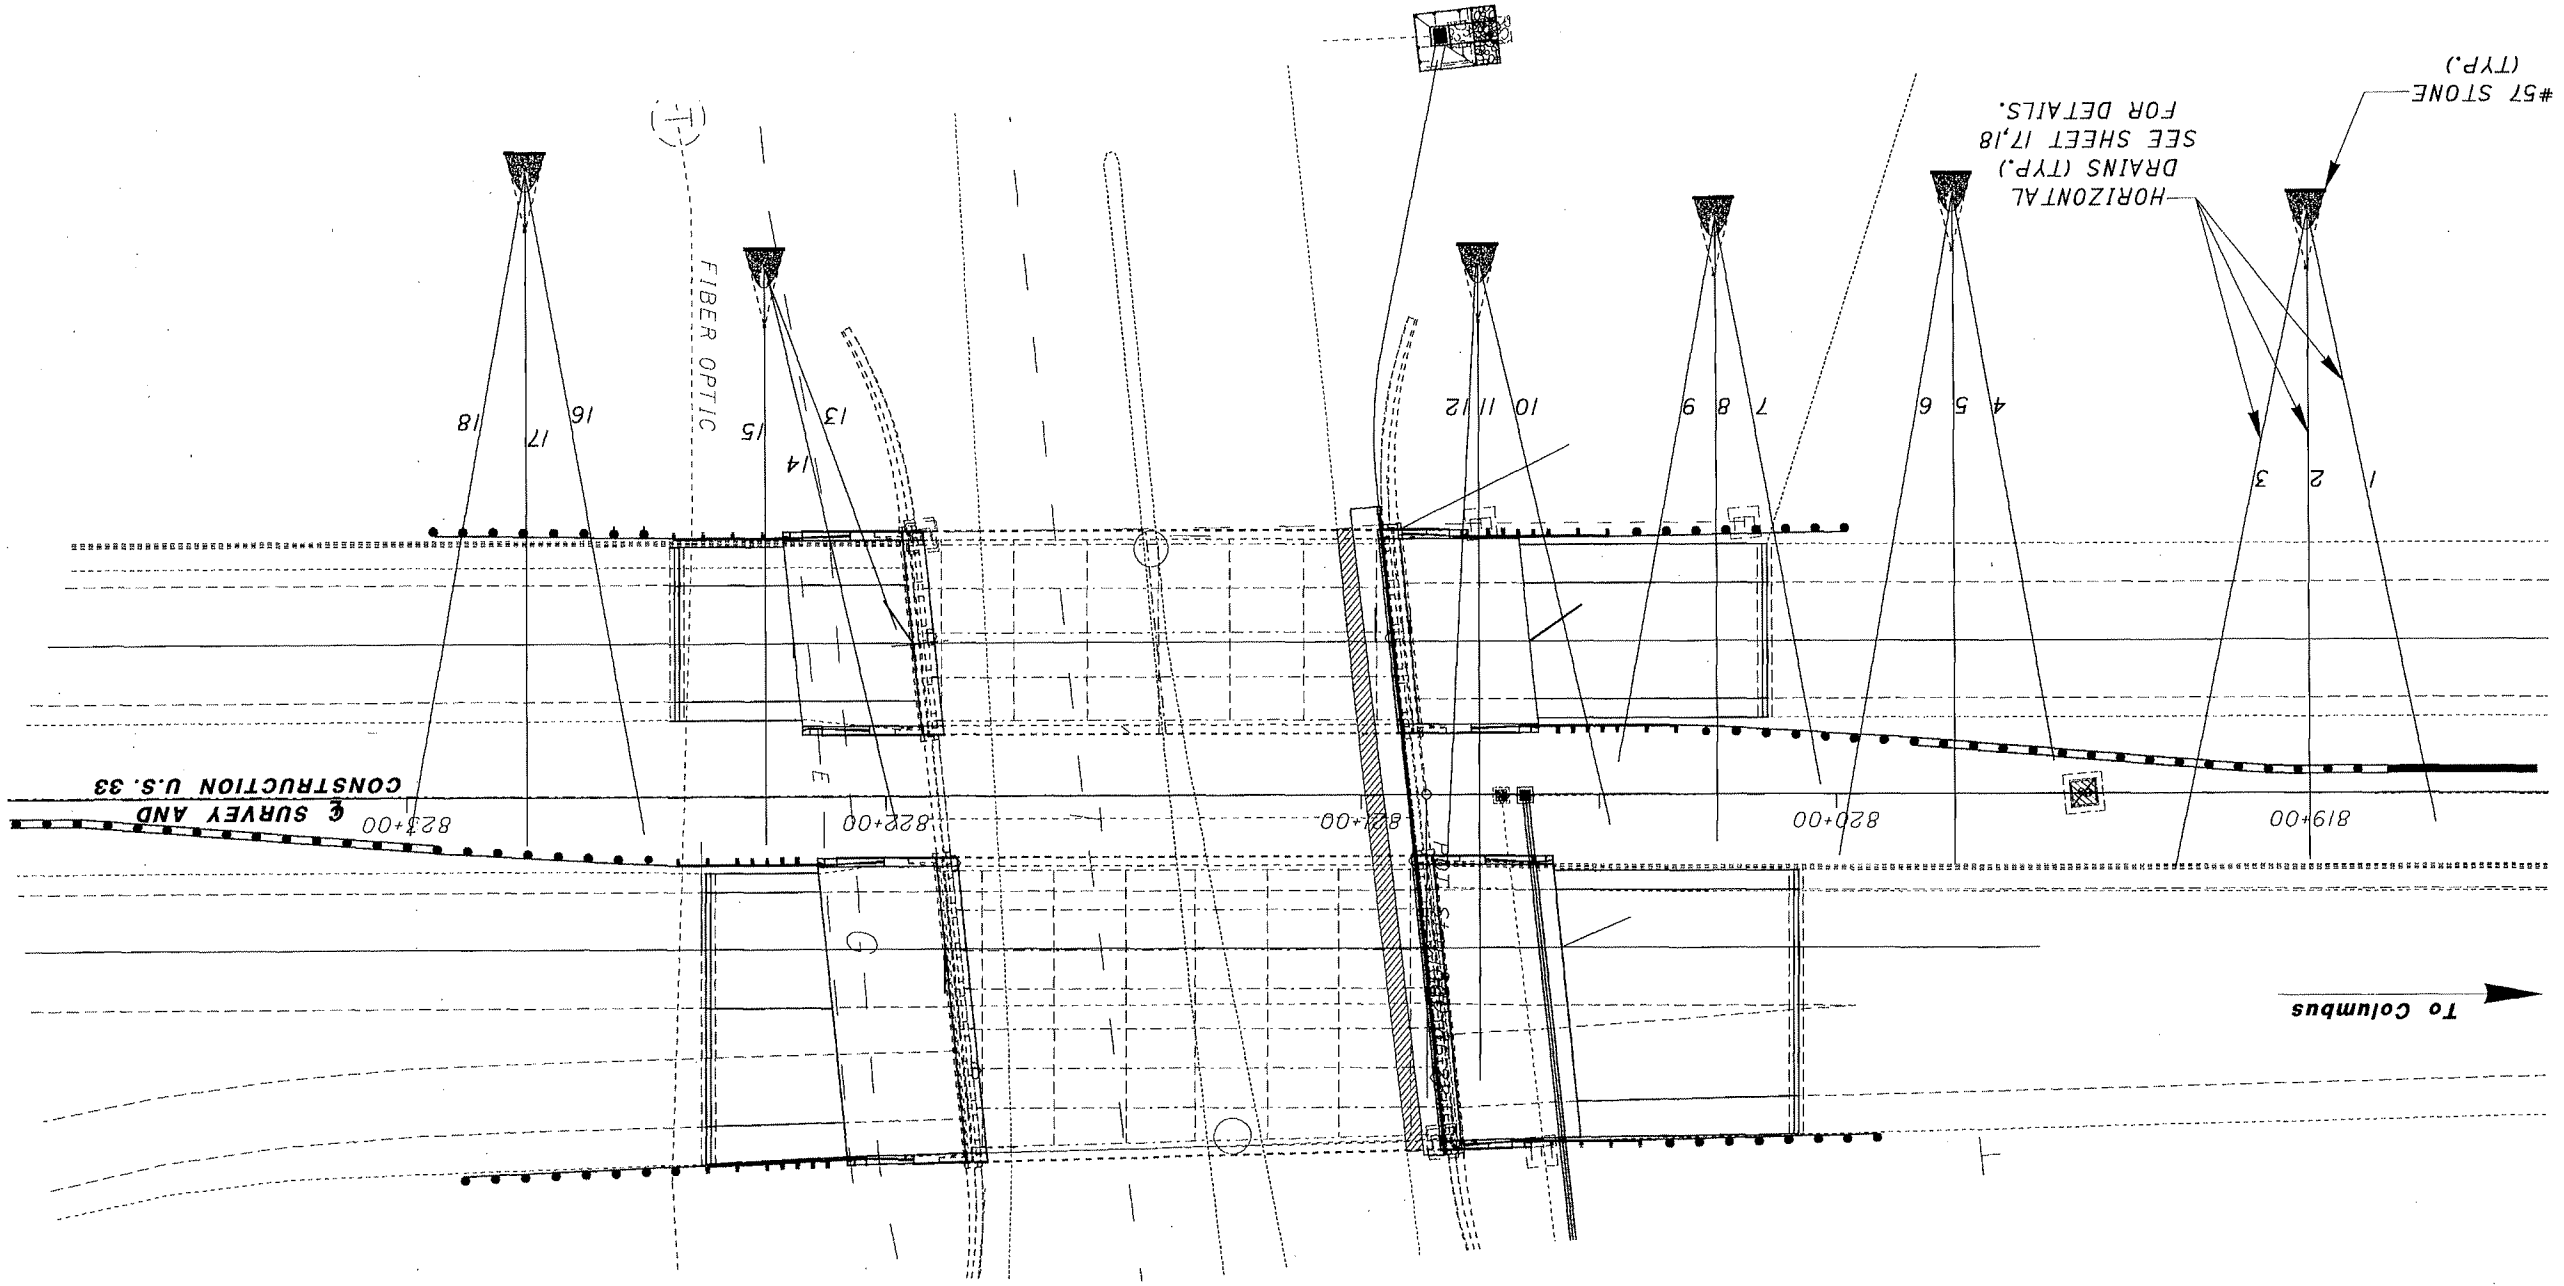 To Columbus
819+00
820+00
821+00
822+00
823+00
℄ SURVEY AND
CONSTRUCTION U.S. 33
G
E
1
2
3
4
5
6
7
8
9
10
11
12
13
14
15
16
17
18
FIBER OPTIC
T
HORIZONTAL
DRAINS (TYP.)
SEE SHEET 17,18
FOR DETAILS.
#57 STONE
(TYP.)